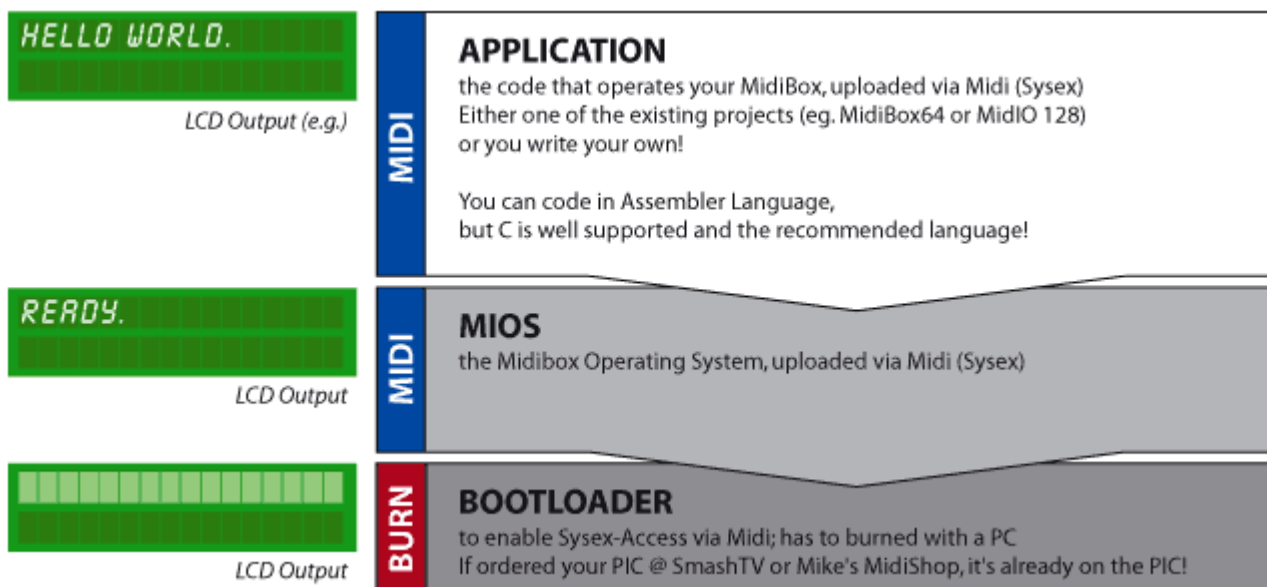 HELLO WORLD.
LCD Output (e.g.)
MIDI
APPLICATION
the code that operates your MidiBox, uploaded via Midi (Sysex)
Either one of the existing projects (eg. MidiBox64 or MidIO 128)
or you write your own!
You can code in Assembler Language,
but C is well supported and the recommended language!
READY.
LCD Output
MIDI
MIOS
the Midibox Operating System, uploaded via Midi (Sysex)
LCD Output
BURN
BOOTLOADER
to enable Sysex-Access via Midi; has to burned with a PC
If ordered your PIC @ SmashTV or Mike's MidiShop, it's already on the PIC!